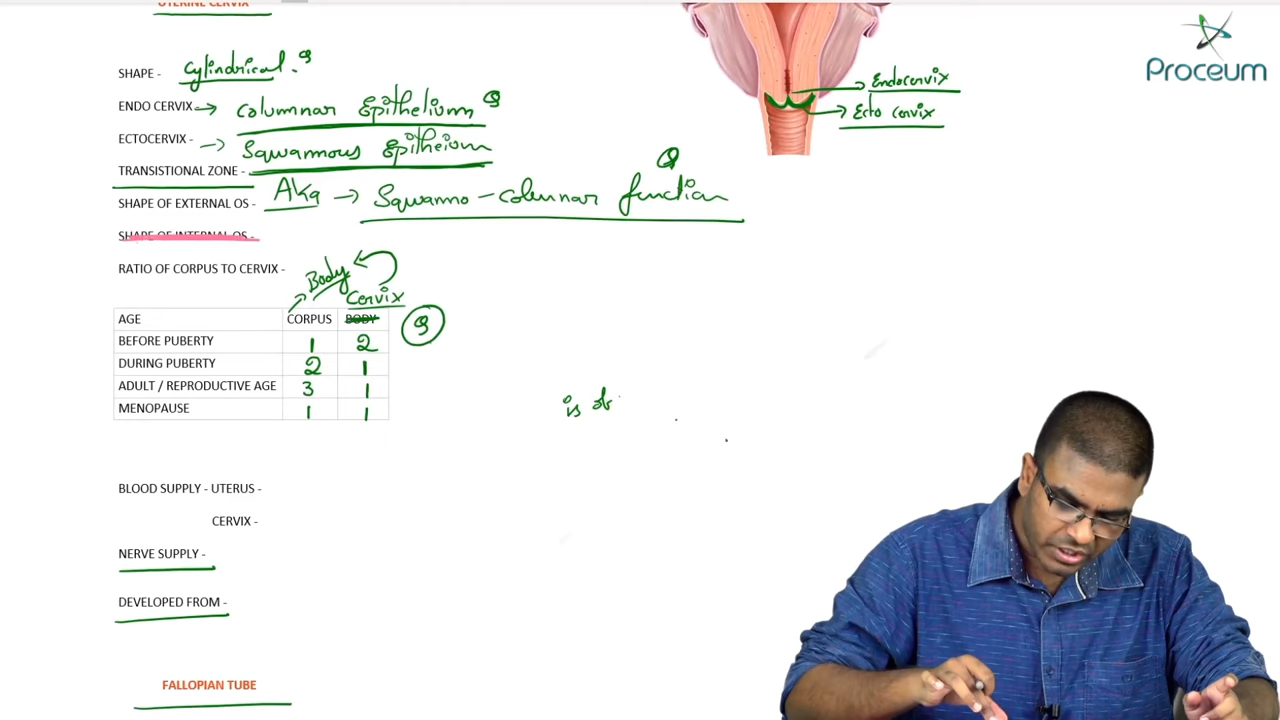 UTERINE CERVIX
Proceum
SHAPE - Cylindrical.
Endocervix
ENDO CERVIX → columnar Epithelium
Ecto cervix
ECTOCERVIX - → Squamous Epitheium
TRANSISTIONAL ZONE -
Aka → Squamo-columnar function
SHAPE OF EXTERNAL OS -
SHAPE OF INTERNAL OS -
RATIO OF CORPUS TO CERVIX -
Body
Cervix
AGE CORPUS BODY
BEFORE PUBERTY 1 2
DURING PUBERTY 2 1
ADULT / REPRODUCTIVE AGE 3 1
MENOPAUSE 1 1
is
BLOOD SUPPLY - UTERUS -
CERVIX -
NERVE SUPPLY -
DEVELOPED FROM -
FALLOPIAN TUBE